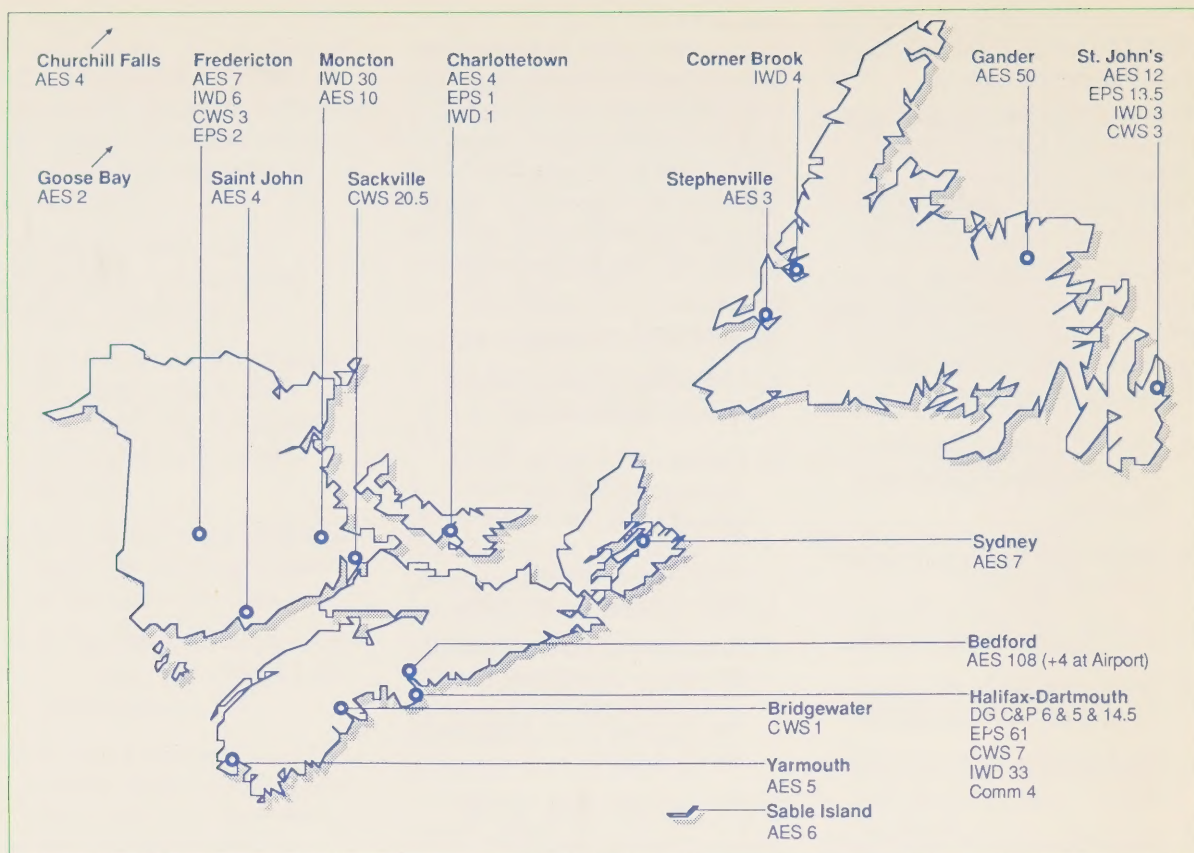 Churchill Falls
AES 4
Fredericton
AES 7
IWD 6
CWS 3
EPS 2
Moncton
IWD 30
AES 10
Charlottetown
AES 4
EPS 1
IWD 1
Corner Brook
IWD 4
Gander
AES 50
St. John's
AES 12
EPS 13.5
IWD 3
CWS 3
Goose Bay
AES 2
Saint John
AES 4
Sackville
CWS 20.5
Stephenville
AES 3
Sydney
AES 7
Bedford
AES 108 (+4 at Airport)
Halifax-Dartmouth
DG C&P 6 & 5 & 14.5
EPS 61
CWS 7
IWD 33
Comm 4
Bridgewater
CWS 1
Yarmouth
AES 5
Sable Island
AES 6